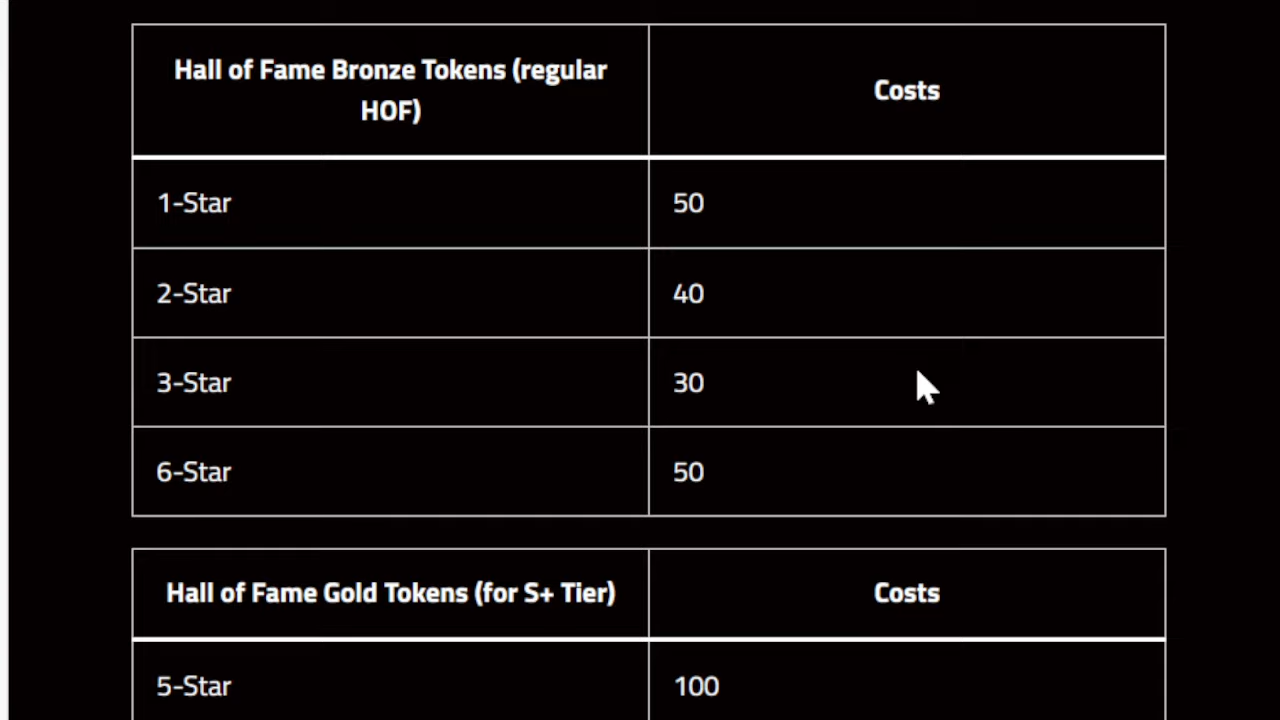 Hall of Fame Bronze Tokens (regular
HOF)
Costs
1-Star
50
2-Star
40
3-Star
30
6-Star
50
Hall of Fame Gold Tokens (for S+ Tier)
Costs
5-Star
100